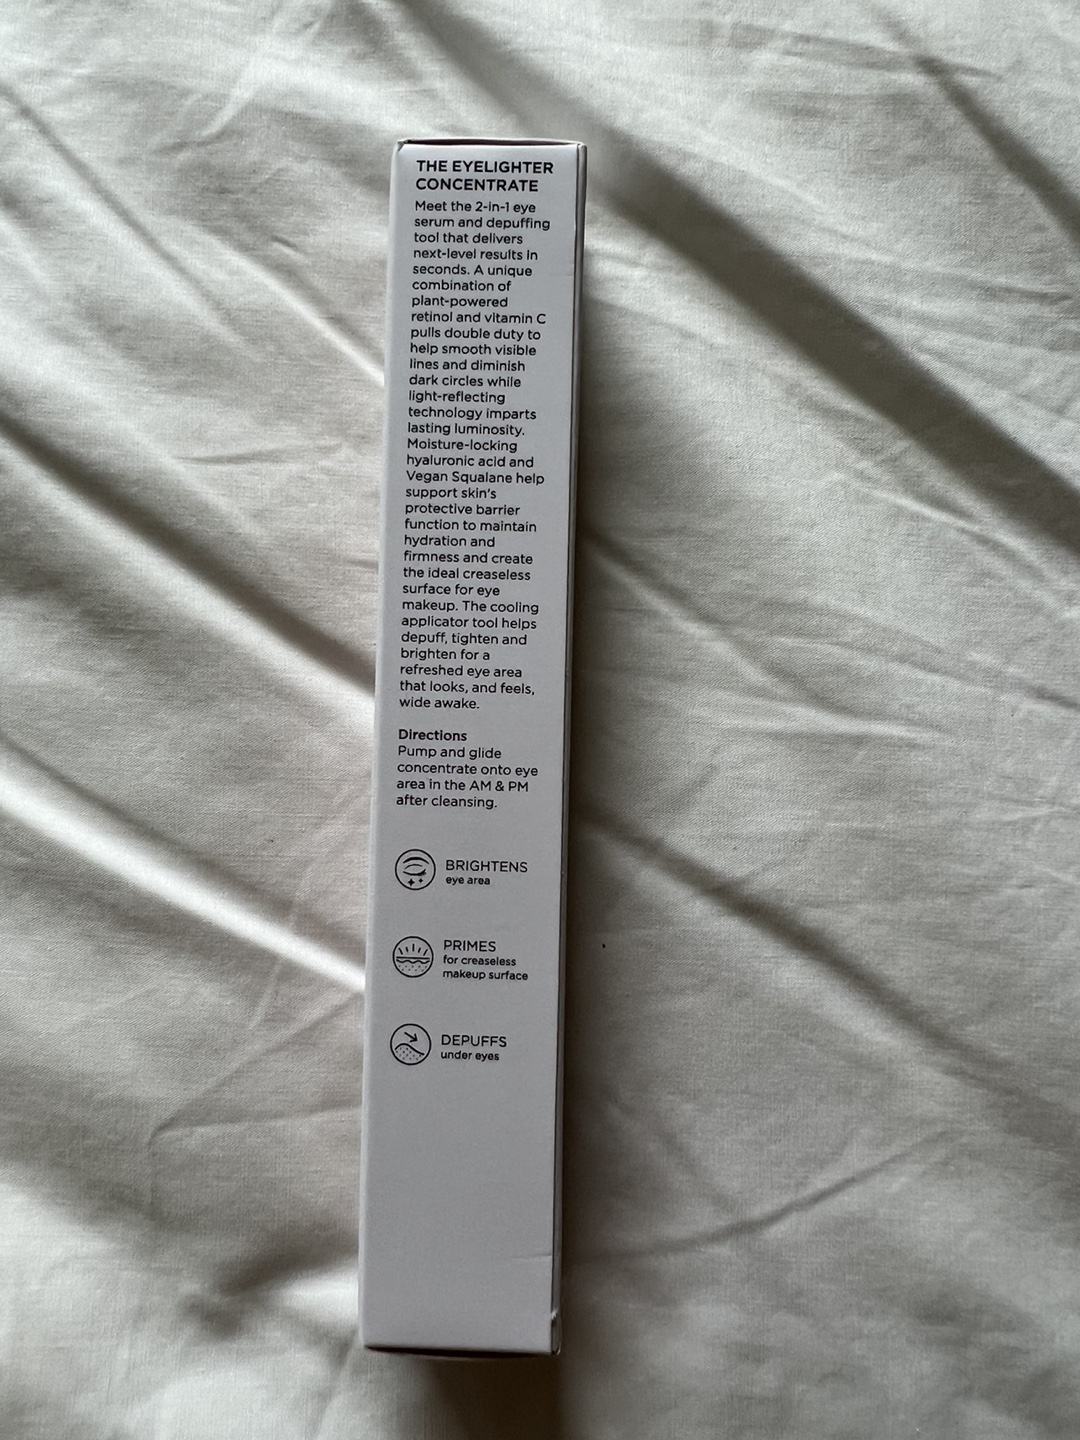 THE EYELIGHTER
CONCENTRATE
Meet the 2-in-1 eye
serum and depuffing
tool that delivers
next-level results in
seconds. A unique
combination of
plant-powered
retinol and vitamin C
pulls double duty to
help smooth visible
lines and diminish
dark circles while
light-reflecting
technology imparts
lasting luminosity.
Moisture-locking
hyaluronic acid and
Vegan Squalane help
support skin's
protective barrier
function to maintain
hydration and
firmness and create
the ideal creaseless
surface for eye
makeup. The cooling
applicator tool helps
depuff, tighten and
brighten for a
refreshed eye area
that looks, and feels,
wide awake.
Directions
Pump and glide
concentrate onto eye
area in the AM & PM
after cleansing.
BRIGHTENS
eye area
PRIMES
for creaseless
makeup surface
DEPUFFS
under eyes